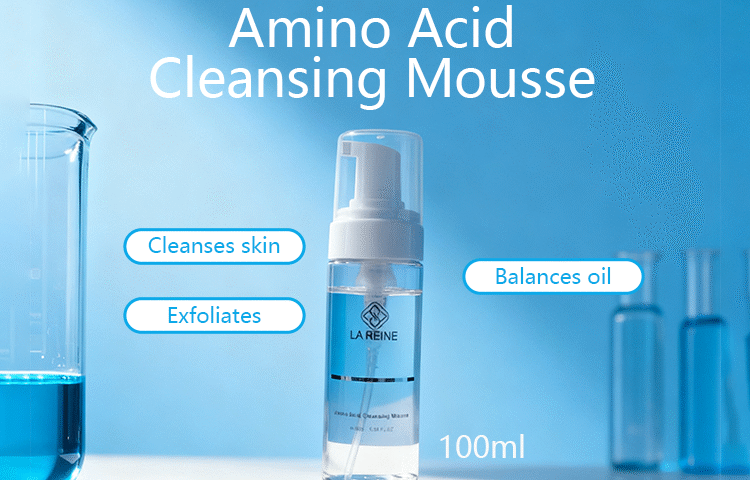 Amino Acid
Cleansing Mousse
Cleanses skin
Exfoliates
Balances oil
LA REINE
Amino Acid Cleansing Mousse
100ml